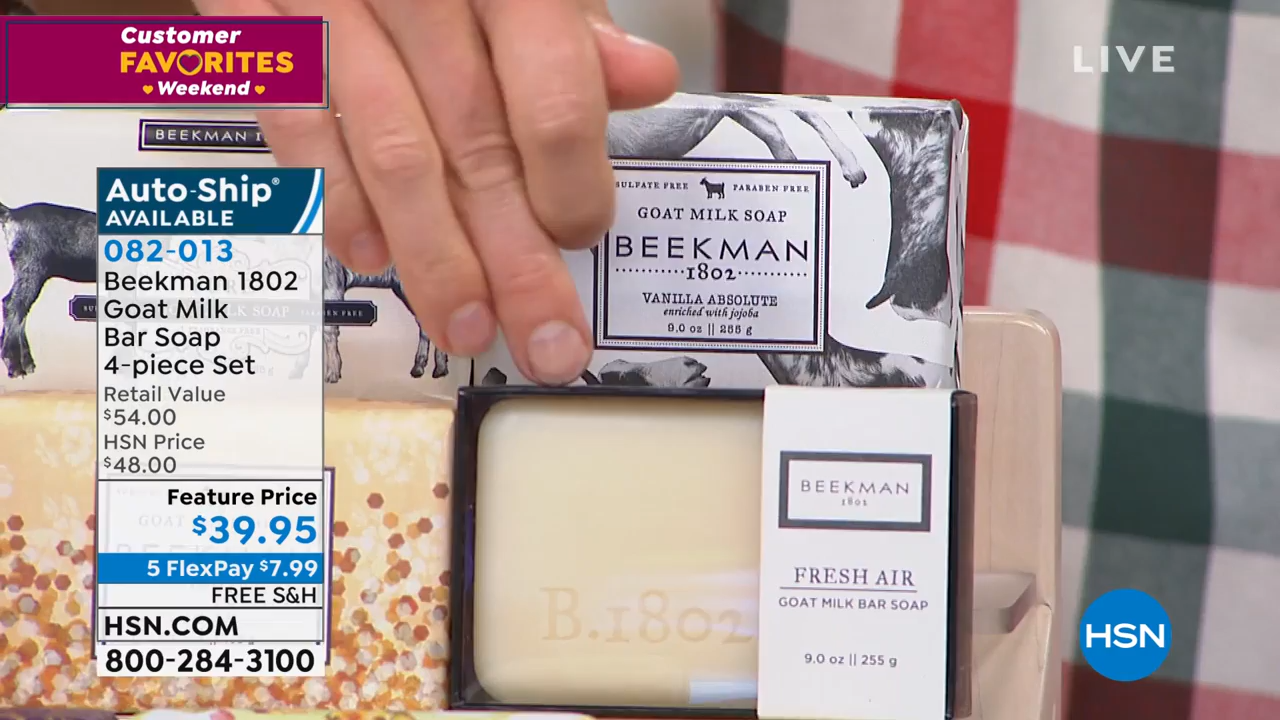 Customer
FAVORITES
Weekend
LIVE
BEEKMAN
Auto-Ship®
AVAILABLE
082-013
Beekman 1802
Goat Milk
Bar Soap
4-piece Set
Retail Value
$54.00
HSN Price
$48.00
Feature Price
$39.95
5 FlexPay $7.99
FREE S&H
HSN.COM
800-284-3100
SULFATE FREE PARABEN FREE
GOAT MILK SOAP
BEEKMAN
1802
VANILLA ABSOLUTE
enriched with jojoba
9.0 oz || 255 g
B.1802
BEEKMAN
1802
FRESH AIR
GOAT MILK BAR SOAP
9.0 oz || 255 g
HSN